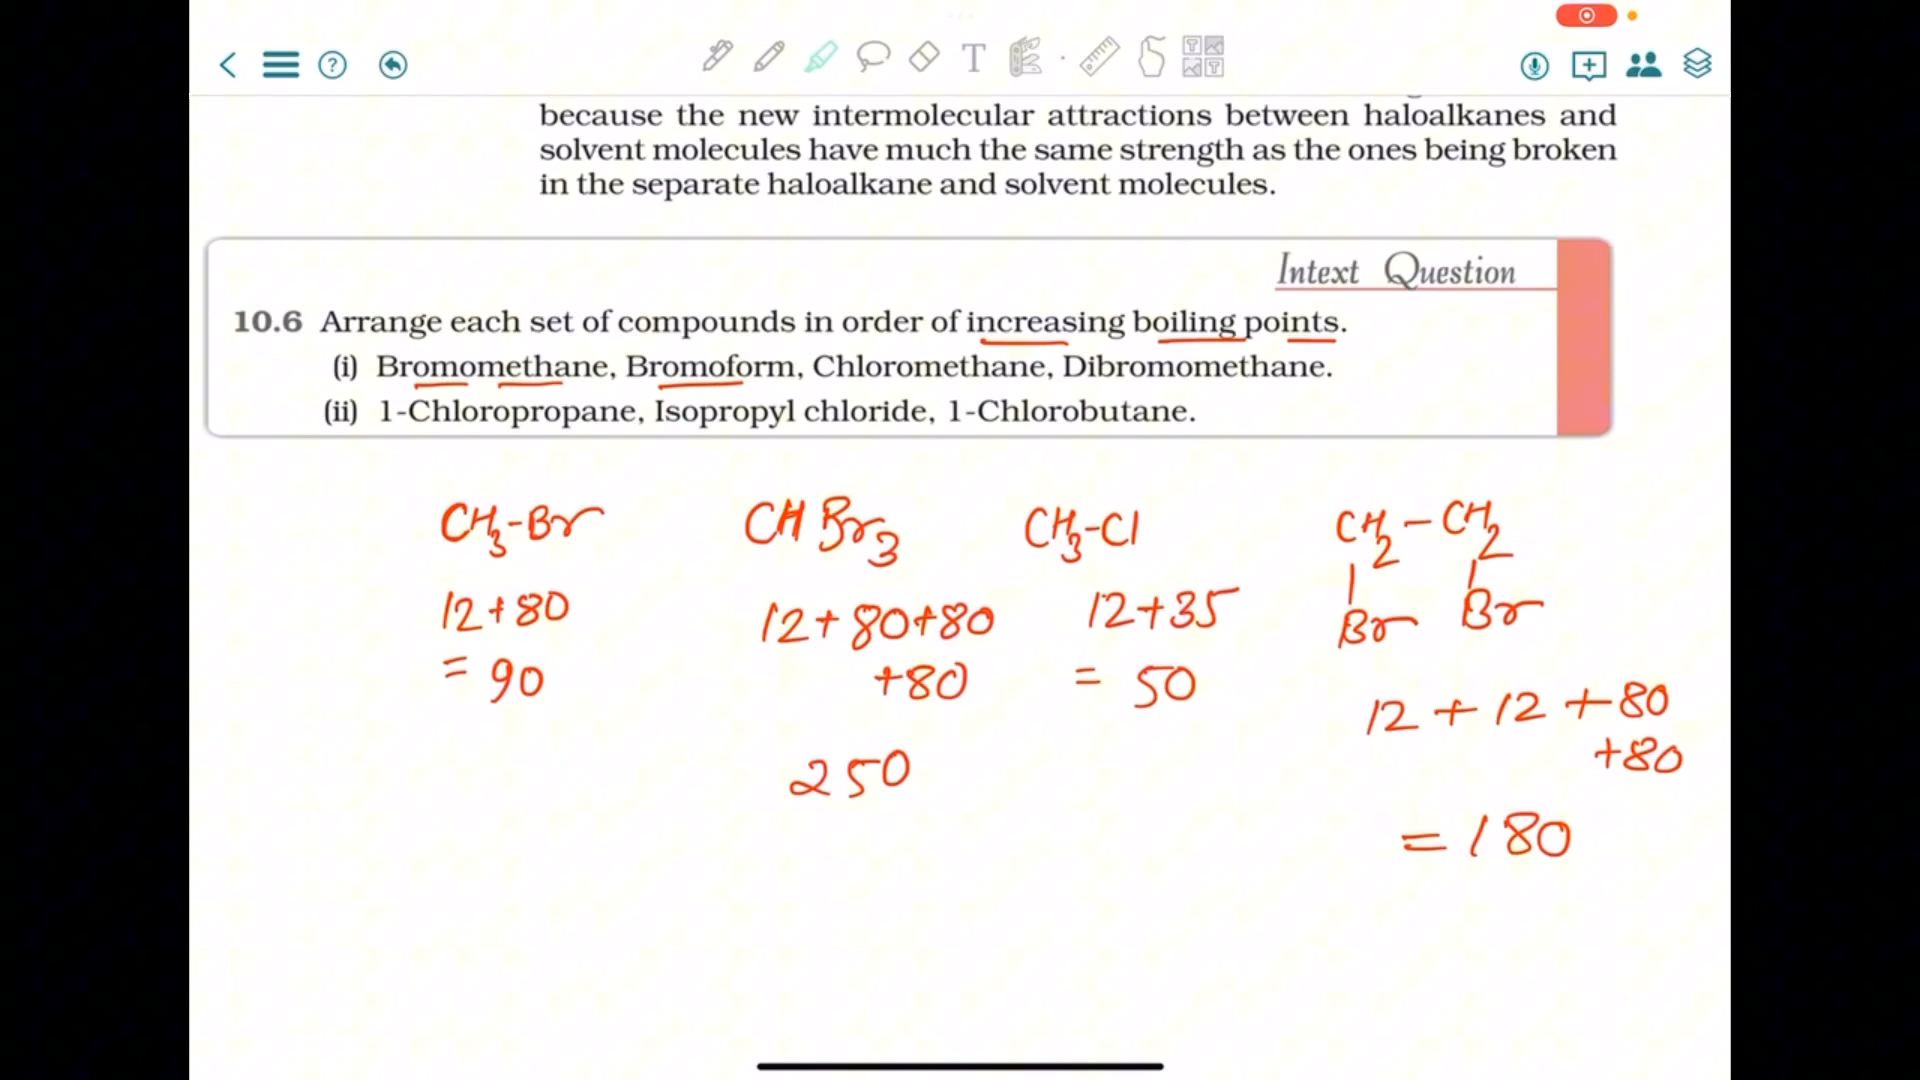 because the new intermolecular attractions between haloalkanes and
solvent molecules have much the same strength as the ones being broken
in the separate haloalkane and solvent molecules.
Intext Question
10.6 Arrange each set of compounds in order of increasing boiling points.
(i) Bromomethane, Bromoform, Chloromethane, Dibromomethane.
(ii) 1-Chloropropane, Isopropyl chloride, 1-Chlorobutane.
CH3-Br CHBr3 CH3-Cl CH2-CH2
Br Br
12+80 12+80+80 12+35
= 90 +80 = 50
12+12+80
+80
250
= 180